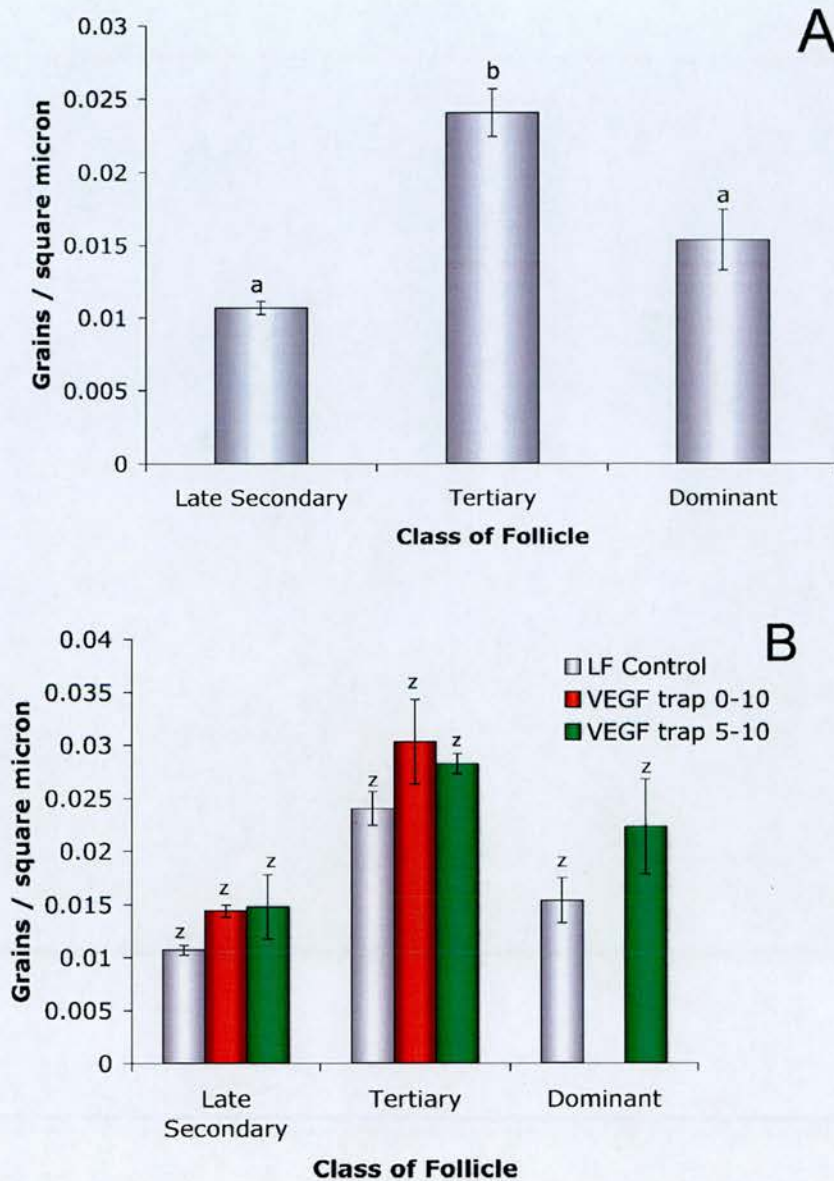 A
0.03
0.025
0.02
0.015
0.01
0.005
0
Grains / square micron
a
b
a
Late Secondary
Tertiary
Dominant
Class of Follicle
B
0.04
0.035
0.03
0.025
0.02
0.015
0.01
0.005
0
Grains / square micron
LF Control
VEGF trap 0-10
VEGF trap 5-10
z
z
z
z
z
z
z
z
Late
Secondary
Tertiary
Dominant
Class of Follicle